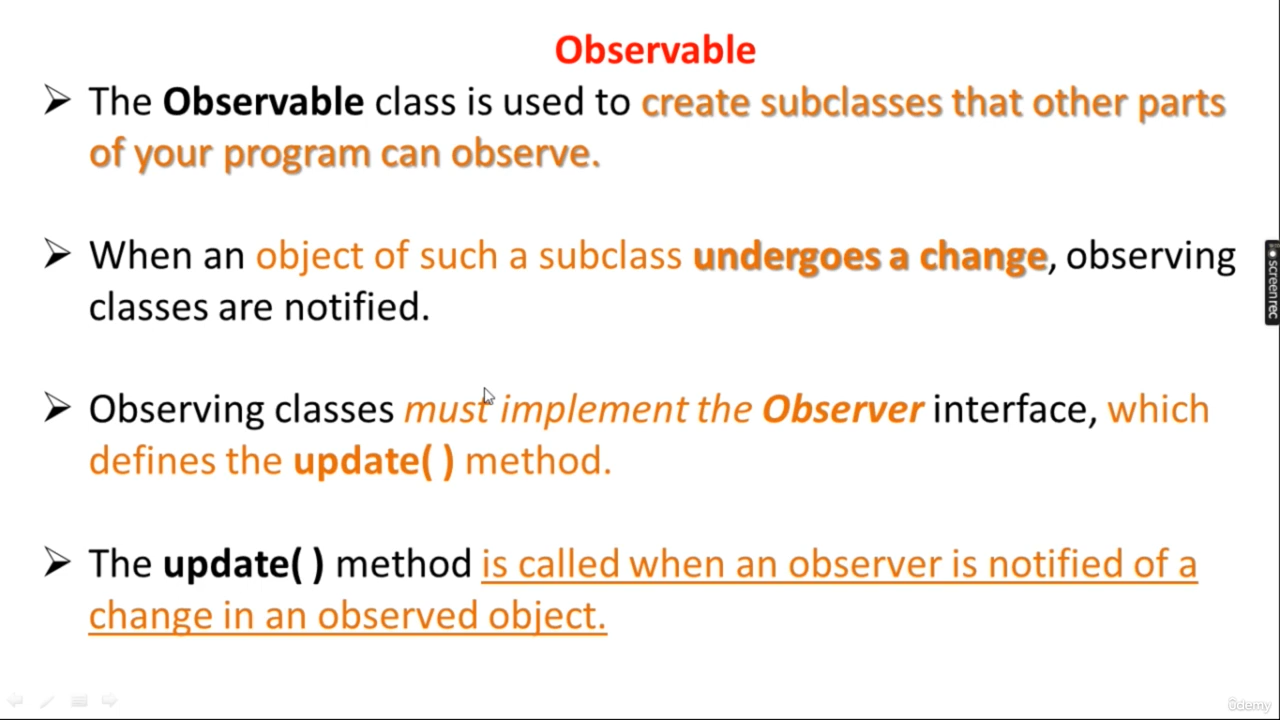 Observable
➢ The Observable class is used to create subclasses that other parts
of your program can observe.
➢ When an object of such a subclass undergoes a change, observing
classes are notified.
➢ Observing classes must implement the Observer interface, which
defines the update( ) method.
➢ The update( ) method is called when an observer is notified of a
change in an observed object.
screenrec
ûdemy